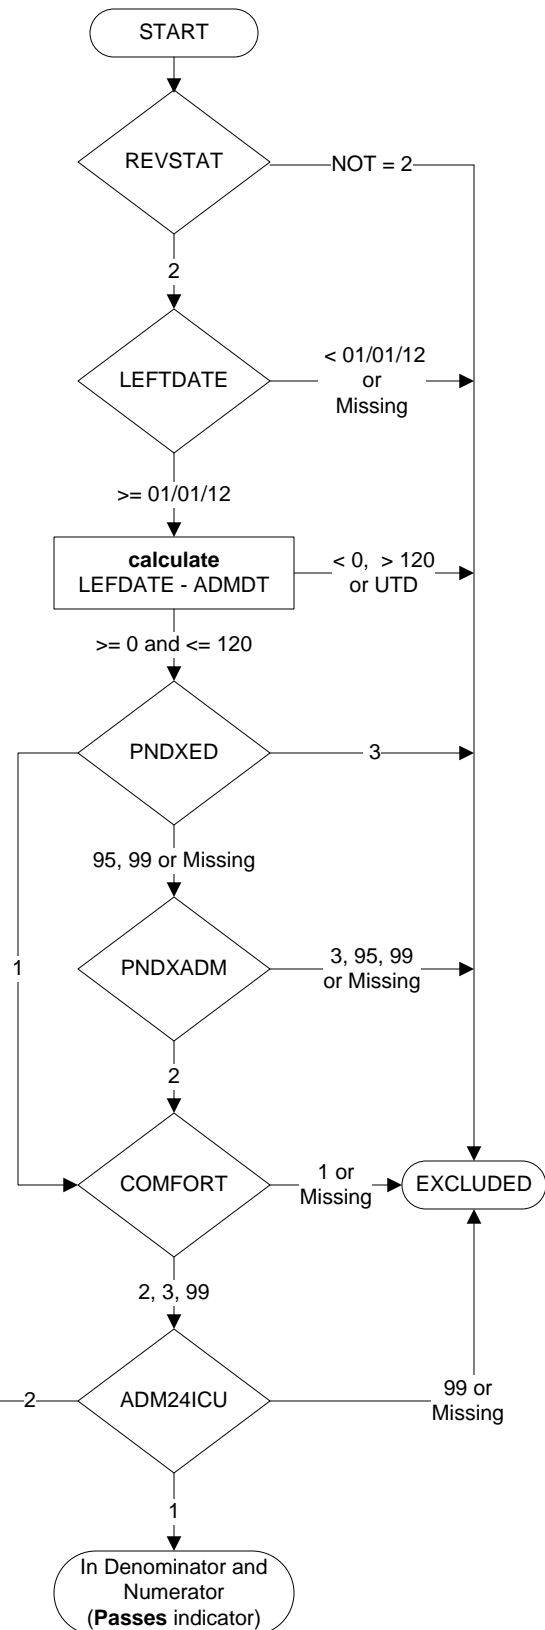 START
REVSTAT
NOT = 2
2
LEFTDATE
< 01/01/12
or
Missing
>= 01/01/12
calculate
LEFDATE - ADMDT
< 0,  > 120
or UTD
>= 0 and <= 120
PNDXED
3
95, 99 or Missing
1
PNDXADM
3, 95, 99
or Missing
2
COMFORT
1 or
Missing
EXCLUDED
2, 3, 99
2
ADM24ICU
99 or
Missing
1
In Denominator and
Numerator
(Passes indicator)